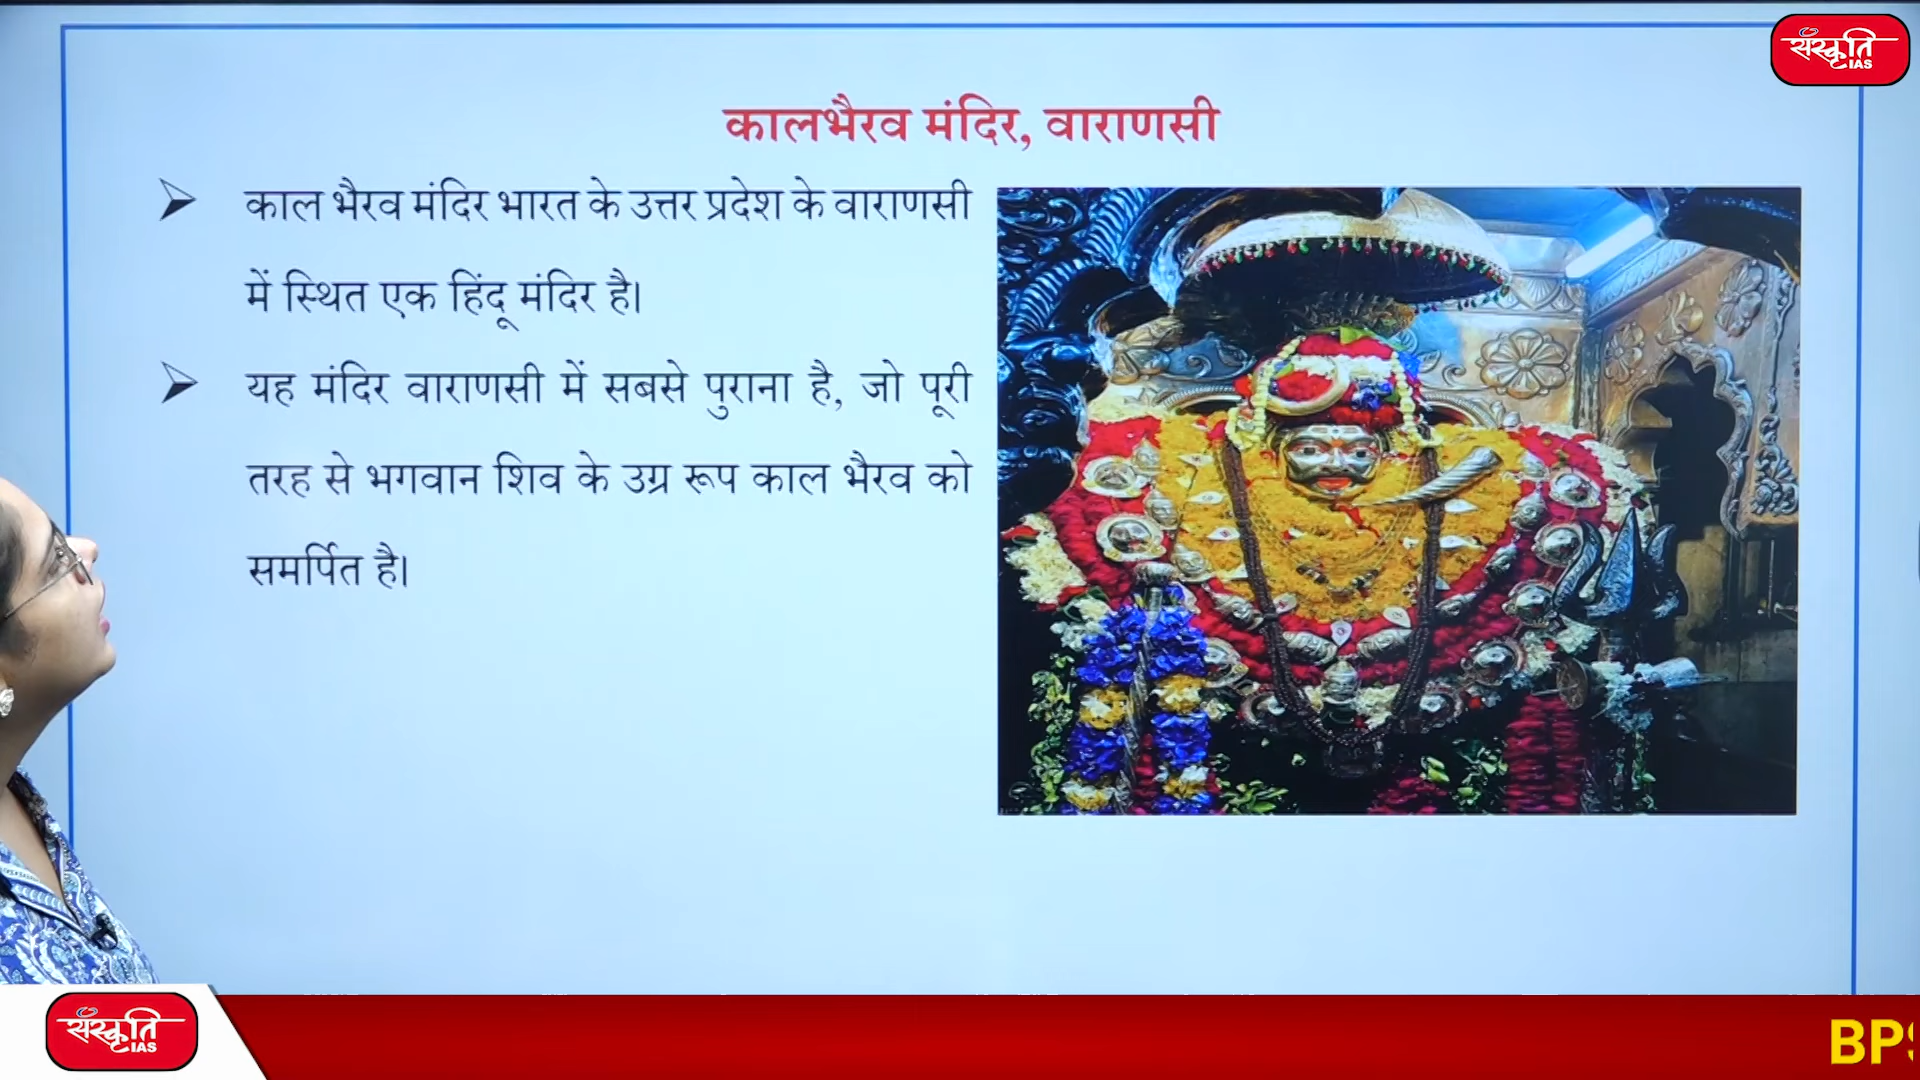 संस्कृति
IAS
कालभैरव मंदिर, वाराणसी
काल भैरव मंदिर भारत के उत्तर प्रदेश के वाराणसी
में स्थित एक हिंदू मंदिर है।
यह मंदिर वाराणसी में सबसे पुराना है, जो पूरी
तरह से भगवान शिव के उग्र रूप काल भैरव को
समर्पित है।
संस्कृति
IAS
BPS